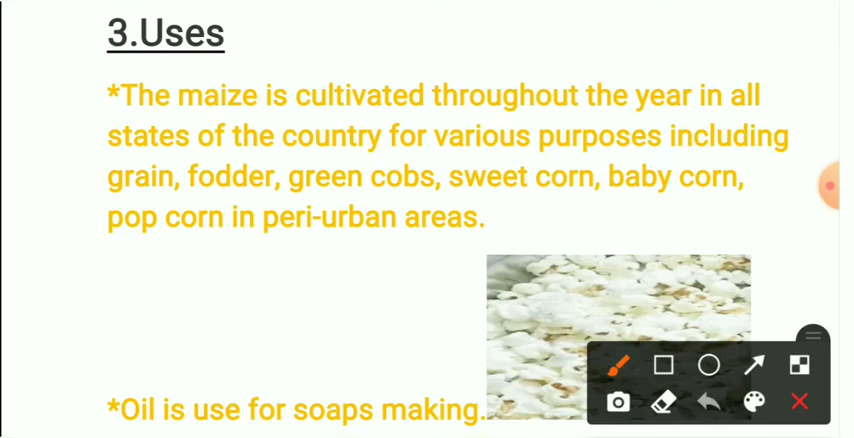 3.Uses
*The maize is cultivated throughout the year in all
states of the country for various purposes including
grain, fodder, green cobs, sweet corn, baby corn,
pop corn in peri-urban areas.
*Oil is use for soaps making.